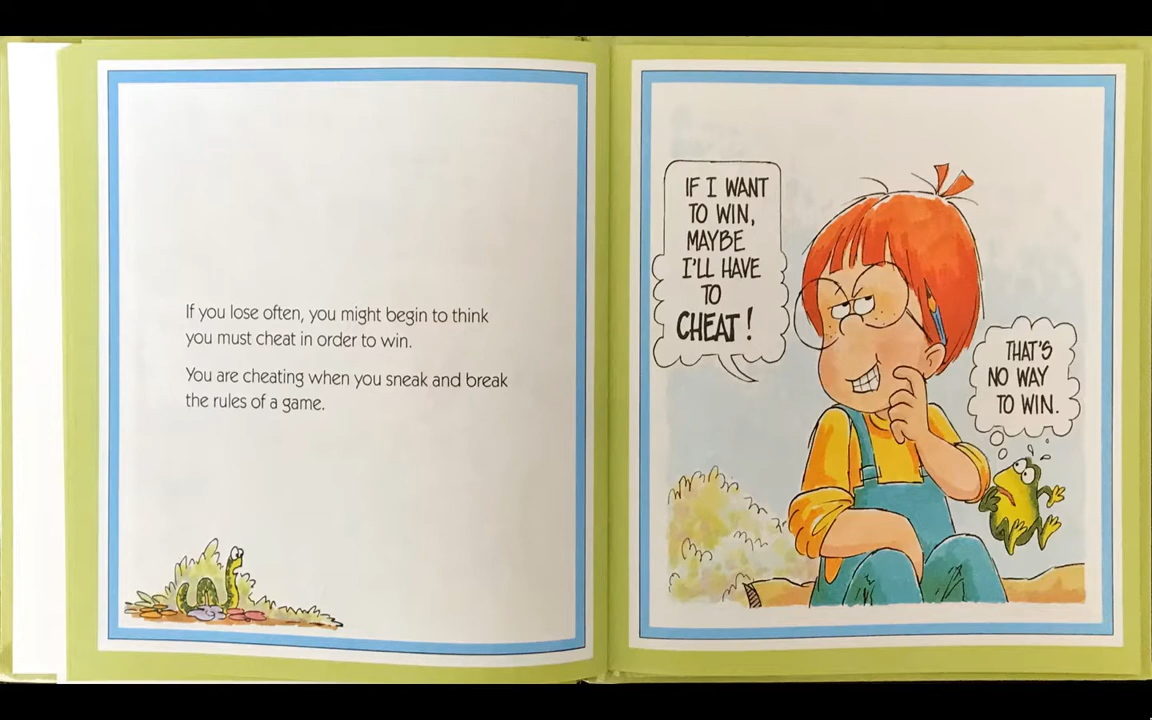 If you lose often, you might begin to think
you must cheat in order to win.
You are cheating when you sneak and break
the rules of a game.
IF I WANT
TO WIN,
MAYBE
I'LL HAVE
TO
CHEAT!
THAT'S
NO WAY
TO WIN.